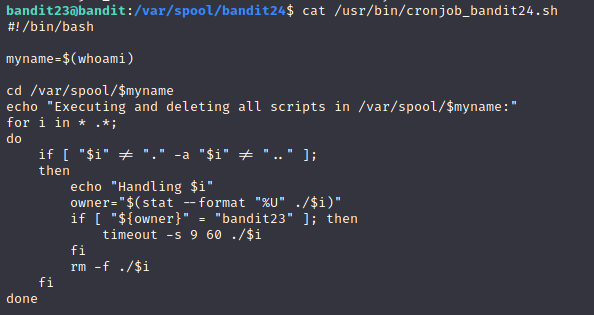 bandit23@bandit:/var/spool/bandit24$ cat /usr/bin/cronjob_bandit24.sh
#!/bin/bash
myname=$(whoami)
cd /var/spool/$myname
echo "Executing and deleting all scripts in /var/spool/$myname:"
for i in * .*;
do
    if [ "$i" != "." -a "$i" != ".." ];
    then
        echo "Handling $i"
        owner="$(stat --format "%U" ./$i)"
        if [ "${owner}" = "bandit23" ]; then
            timeout -s 9 60 ./$i
        fi
        rm -f ./$i
    fi
done